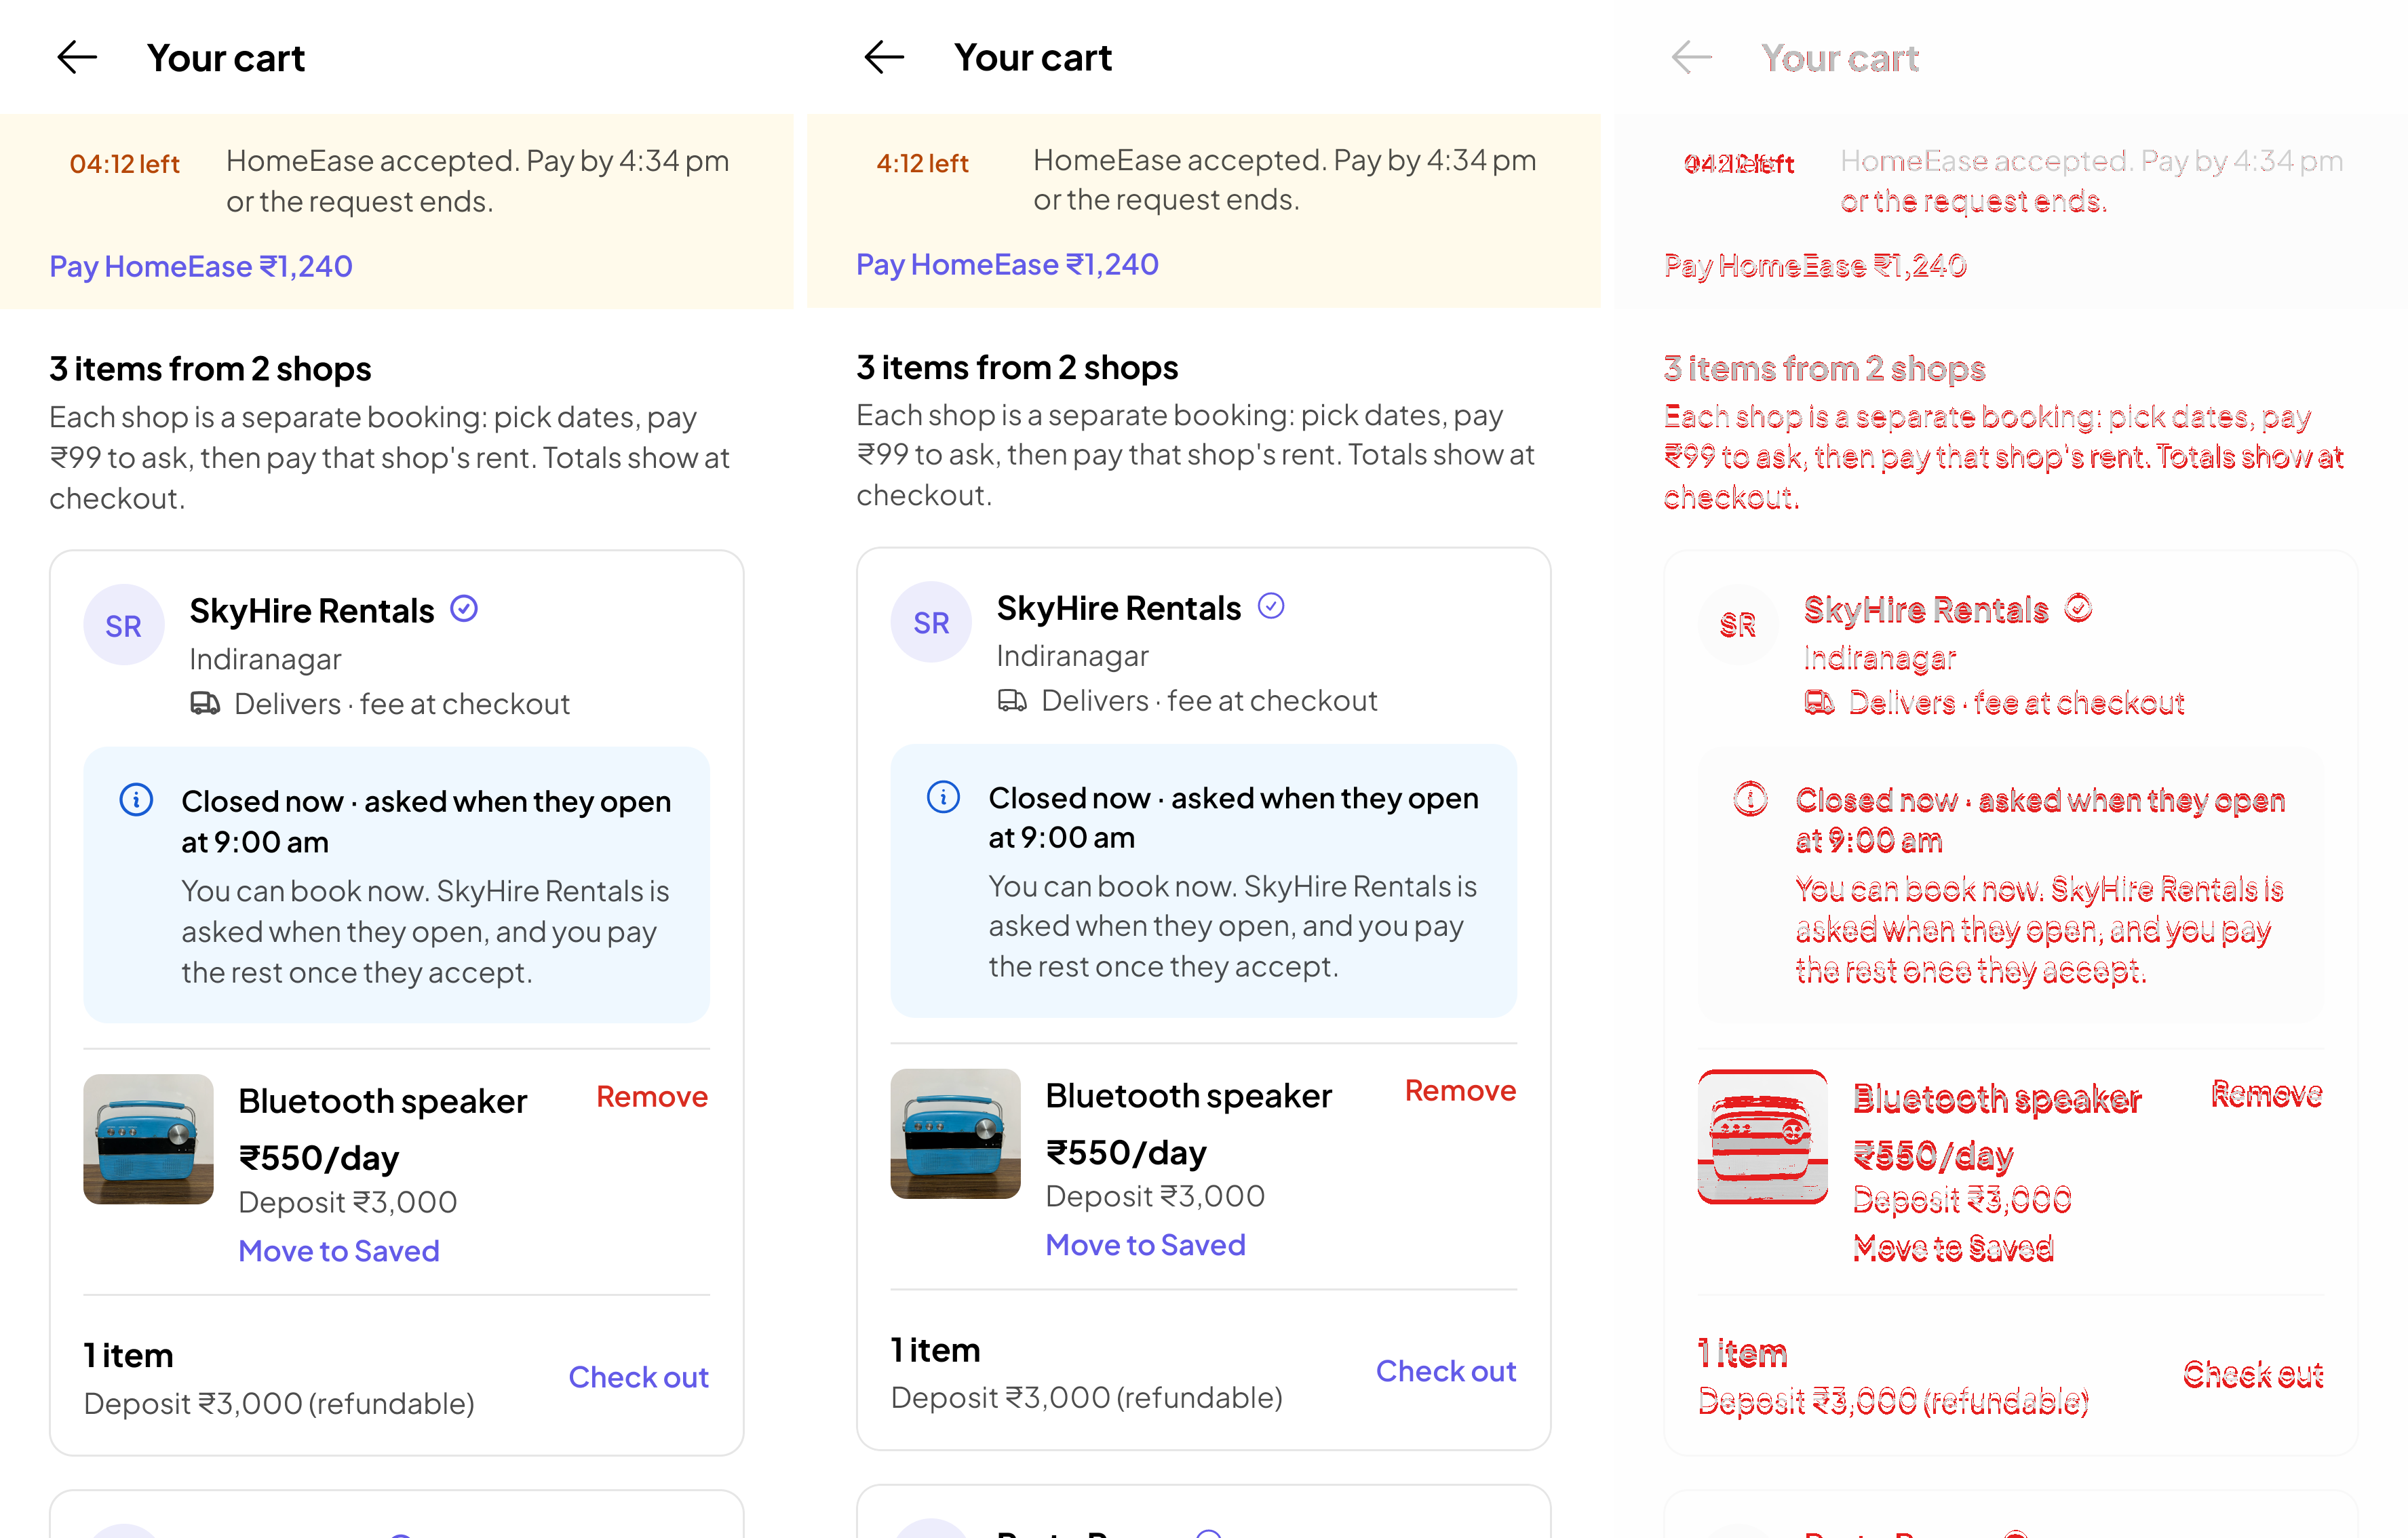 Your cart
04:12 left
HomeEase accepted. Pay by 4:34 pm
or the request ends.
Pay HomeEase ₹1,240
3 items from 2 shops
Each shop is a separate booking: pick dates, pay
₹99 to ask, then pay that shop's rent. Totals show at
checkout.
SR
SkyHire Rentals
Indiranagar
Delivers · fee at checkout
Closed now · asked when they open
at 9:00 am
You can book now. SkyHire Rentals is
asked when they open, and you pay
the rest once they accept.
Bluetooth speaker
Remove
₹550/day
Deposit ₹3,000
Move to Saved
1 item
Deposit ₹3,000 (refundable)
Check out
Your cart
4:12 left
HomeEase accepted. Pay by 4:34 pm
or the request ends.
Pay HomeEase ₹1,240
3 items from 2 shops
Each shop is a separate booking: pick dates, pay
₹99 to ask, then pay that shop's rent. Totals show at
checkout.
SR
SkyHire Rentals
Indiranagar
Delivers · fee at checkout
Closed now · asked when they open
at 9:00 am
You can book now. SkyHire Rentals is
asked when they open, and you pay
the rest once they accept.
Bluetooth speaker
Remove
₹550/day
Deposit ₹3,000
Move to Saved
1 item
Deposit ₹3,000 (refundable)
Check out
Your cart
left
HomeEase accepted. Pay by 4:34 pm
or the request ends.
Pay HomeEase ₹1,240
3 items from 2 shops
Each shop is a separate booking: pick dates, pay
₹99 to ask, then pay that shop's rent. Totals show at
checkout.
SR
SkyHire Rentals
Indiranagar
Delivers · fee at checkout
Closed now · asked when they open
at 9:00 am
You can book now. SkyHire Rentals is
asked when they open, and you pay
the rest once they accept.
Bluetooth speaker
Remove
₹550/day
Deposit ₹3,000
Move to Saved
1 item
Deposit ₹3,000 (refundable)
Check out